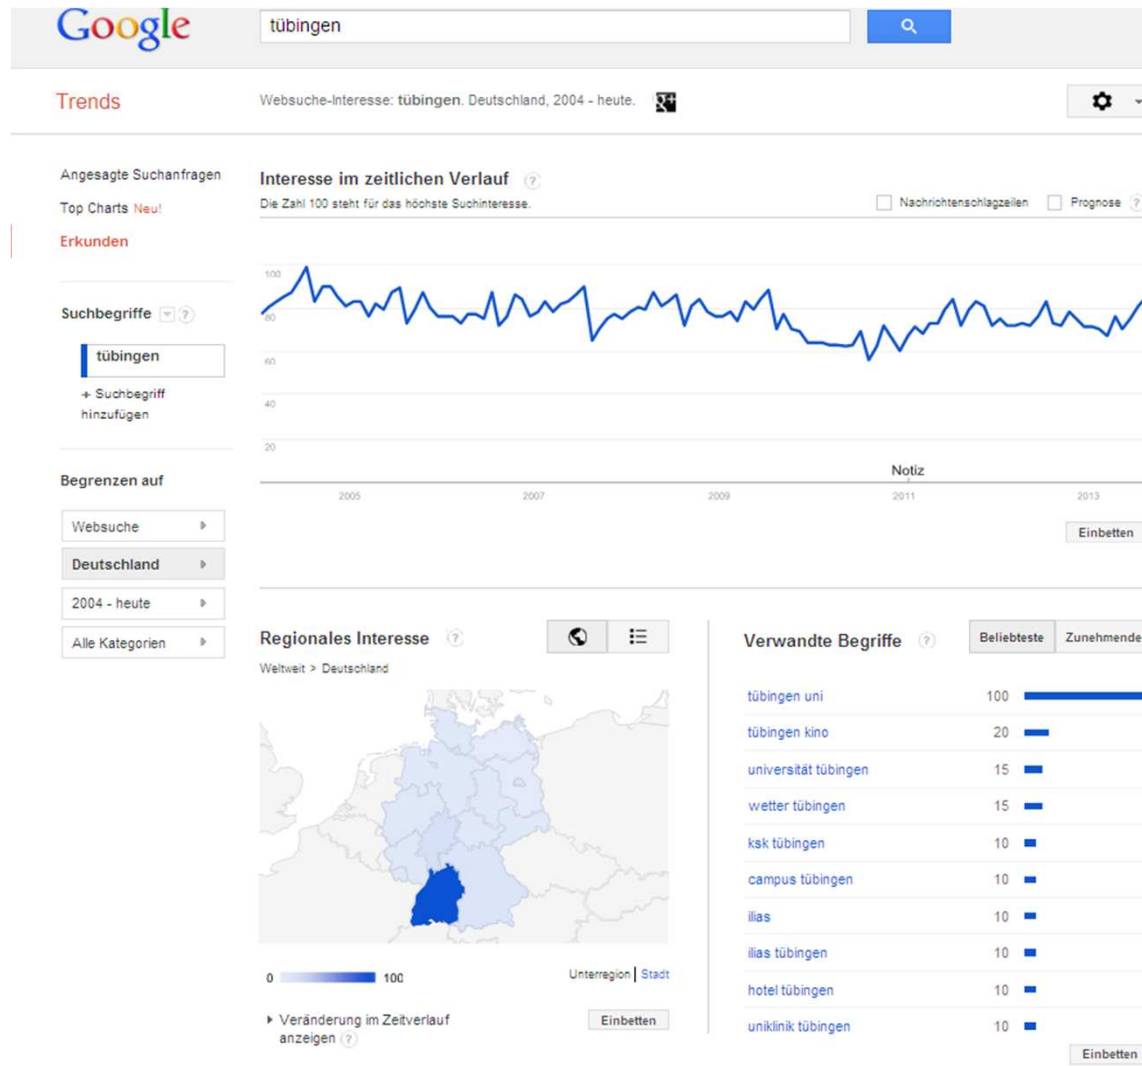 Google
tübingen
Trends
Websuche-Interesse: tübingen. Deutschland, 2004 - heute.
Angesagte Suchanfragen
Top Charts Neu!
Erkunden
Suchbegriffe ?
tübingen
+ Suchbegriff
hinzufügen
Begrenzen auf
Websuche
Deutschland
2004 - heute
Alle Kategorien
Interesse im zeitlichen Verlauf ?
Die Zahl 100 steht für das höchste Suchinteresse.
Nachrichtenschlagzeilen Prognose ?
100
80
60
40
20
Notiz
2005 2007 2009 2011 2013
Einbetten
Regionales Interesse ?
Weltweit > Deutschland
0 100
Unterregion | Stadt
Veränderung im Zeitverlauf
anzeigen ?
Einbetten
Verwandte Begriffe ? Beliebteste Zunehmende
tübingen uni 100
tübingen kino 20
universität tübingen 15
wetter tübingen 15
ksk tübingen 10
campus tübingen 10
ilias 10
ilias tübingen 10
hotel tübingen 10
uniklinik tübingen 10
Einbetten